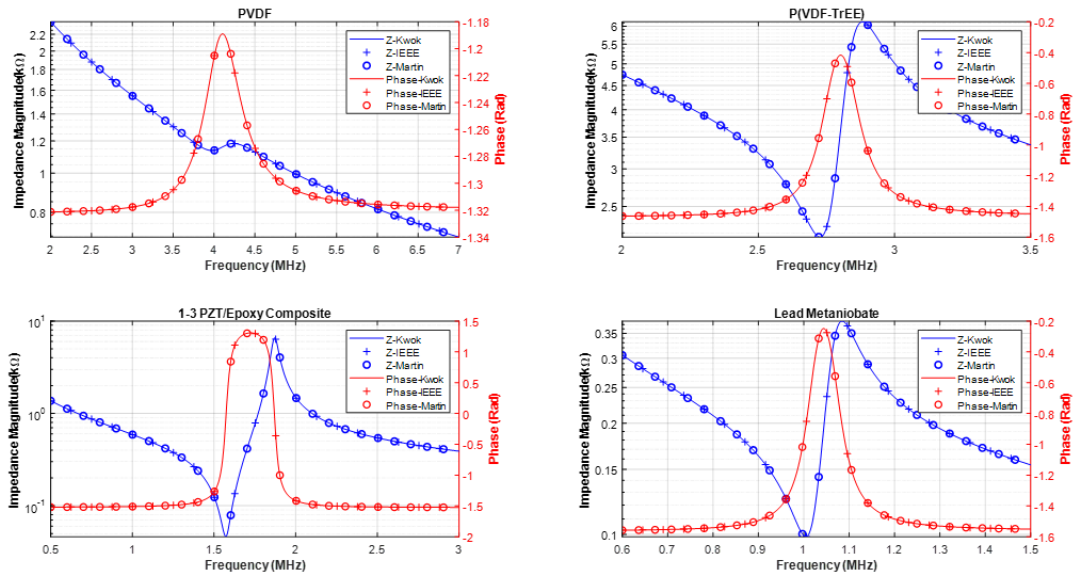 PVDF
Impedance Magnitude(kΩ)
2.2
2
1.8
1.6
1.4
1.2
1
0.8
Z-Kwok
Z-IEEE
Z-Martin
Phase-Kwok
Phase-IEEE
Phase-Martin
-1.18
-1.2
-1.22
-1.24
-1.26
-1.28
-1.3
-1.32
-1.34
Phase (Rad)
2 2.5 3 3.5 4 4.5 5 5.5 6 6.5 7
Frequency (MHz)
P(VDF-TrEE)
Impedance Magnitude(kΩ)
6
5.5
5
4.5
4
3.5
3
2.5
Z-Kwok
Z-IEEE
Z-Martin
Phase-Kwok
Phase-IEEE
Phase-Martin
-0.2
-0.4
-0.6
-0.8
-1
-1.2
-1.4
-1.6
Phase (Rad)
2 2.5 3 3.5
Frequency (MHz)
1-3 PZT/Epoxy Composite
Impedance Magnitude(kΩ)
10^1
10^0
10^-1
Z-Kwok
Z-IEEE
Z-Martin
Phase-Kwok
Phase-IEEE
Phase-Martin
1.5
1
0.5
0
-0.5
-1
-1.5
-2
Phase (Rad)
0.5 1 1.5 2 2.5 3
Frequency (MHz)
Lead Metaniobate
Impedance Magnitude(kΩ)
0.35
0.3
0.25
0.2
0.15
0.1
Z-Kwok
Z-IEEE
Z-Martin
Phase-Kwok
Phase-IEEE
Phase-Martin
-0.2
-0.4
-0.6
-0.8
-1
-1.2
-1.4
-1.6
Phase (Rad)
0.6 0.7 0.8 0.9 1 1.1 1.2 1.3 1.4 1.5
Frequency (MHz)